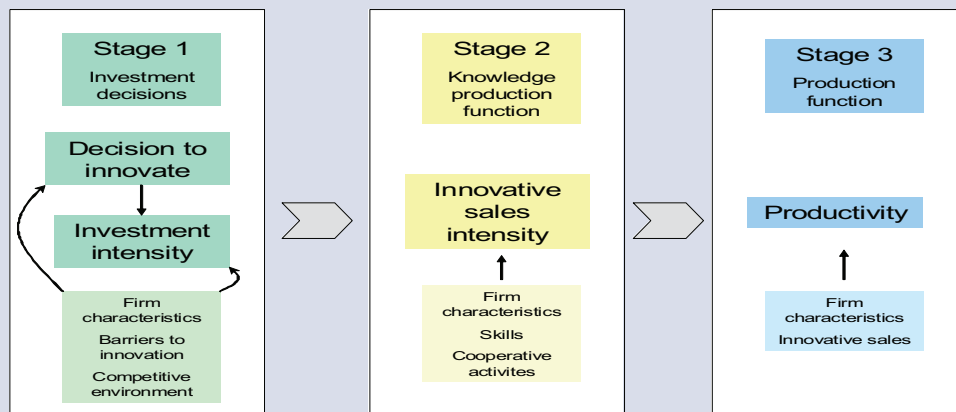 Stage 1
Investment
decisions
Decision to
innovate
Investment
intensity
Firm
characteristics
Barriers to
innovation
Competitive
environment
Stage 2
Knowledge
production
function
Innovative
sales
intensity
Firm
characteristics
Skills
Cooperative
activites
Stage 3
Production
function
Productivity
Firm
characteristics
Innovative sales